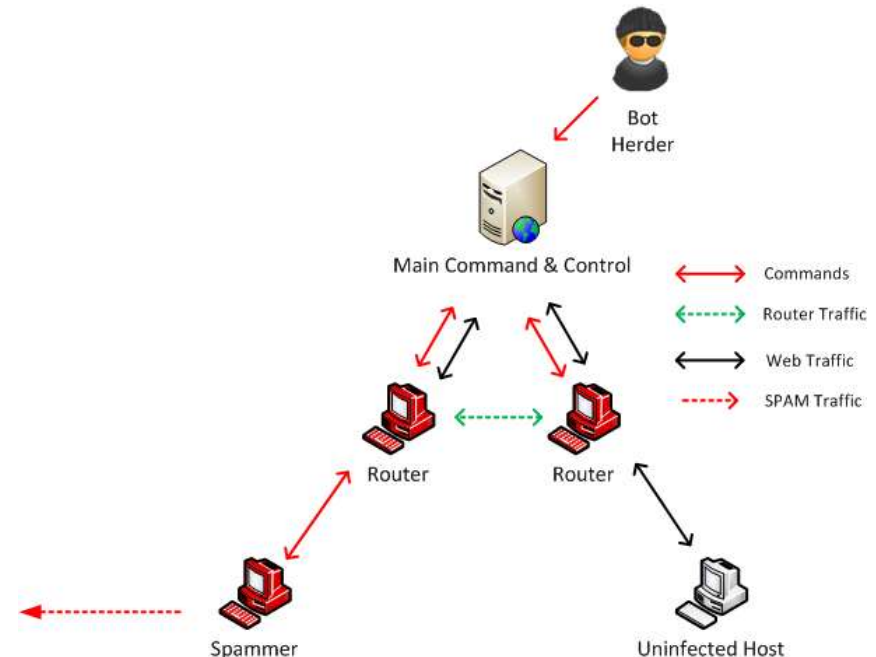 Bot
Herder
Main Command & Control
Commands
Router Traffic
Web Traffic
SPAM Traffic
Router
Router
Spammer
Uninfected Host